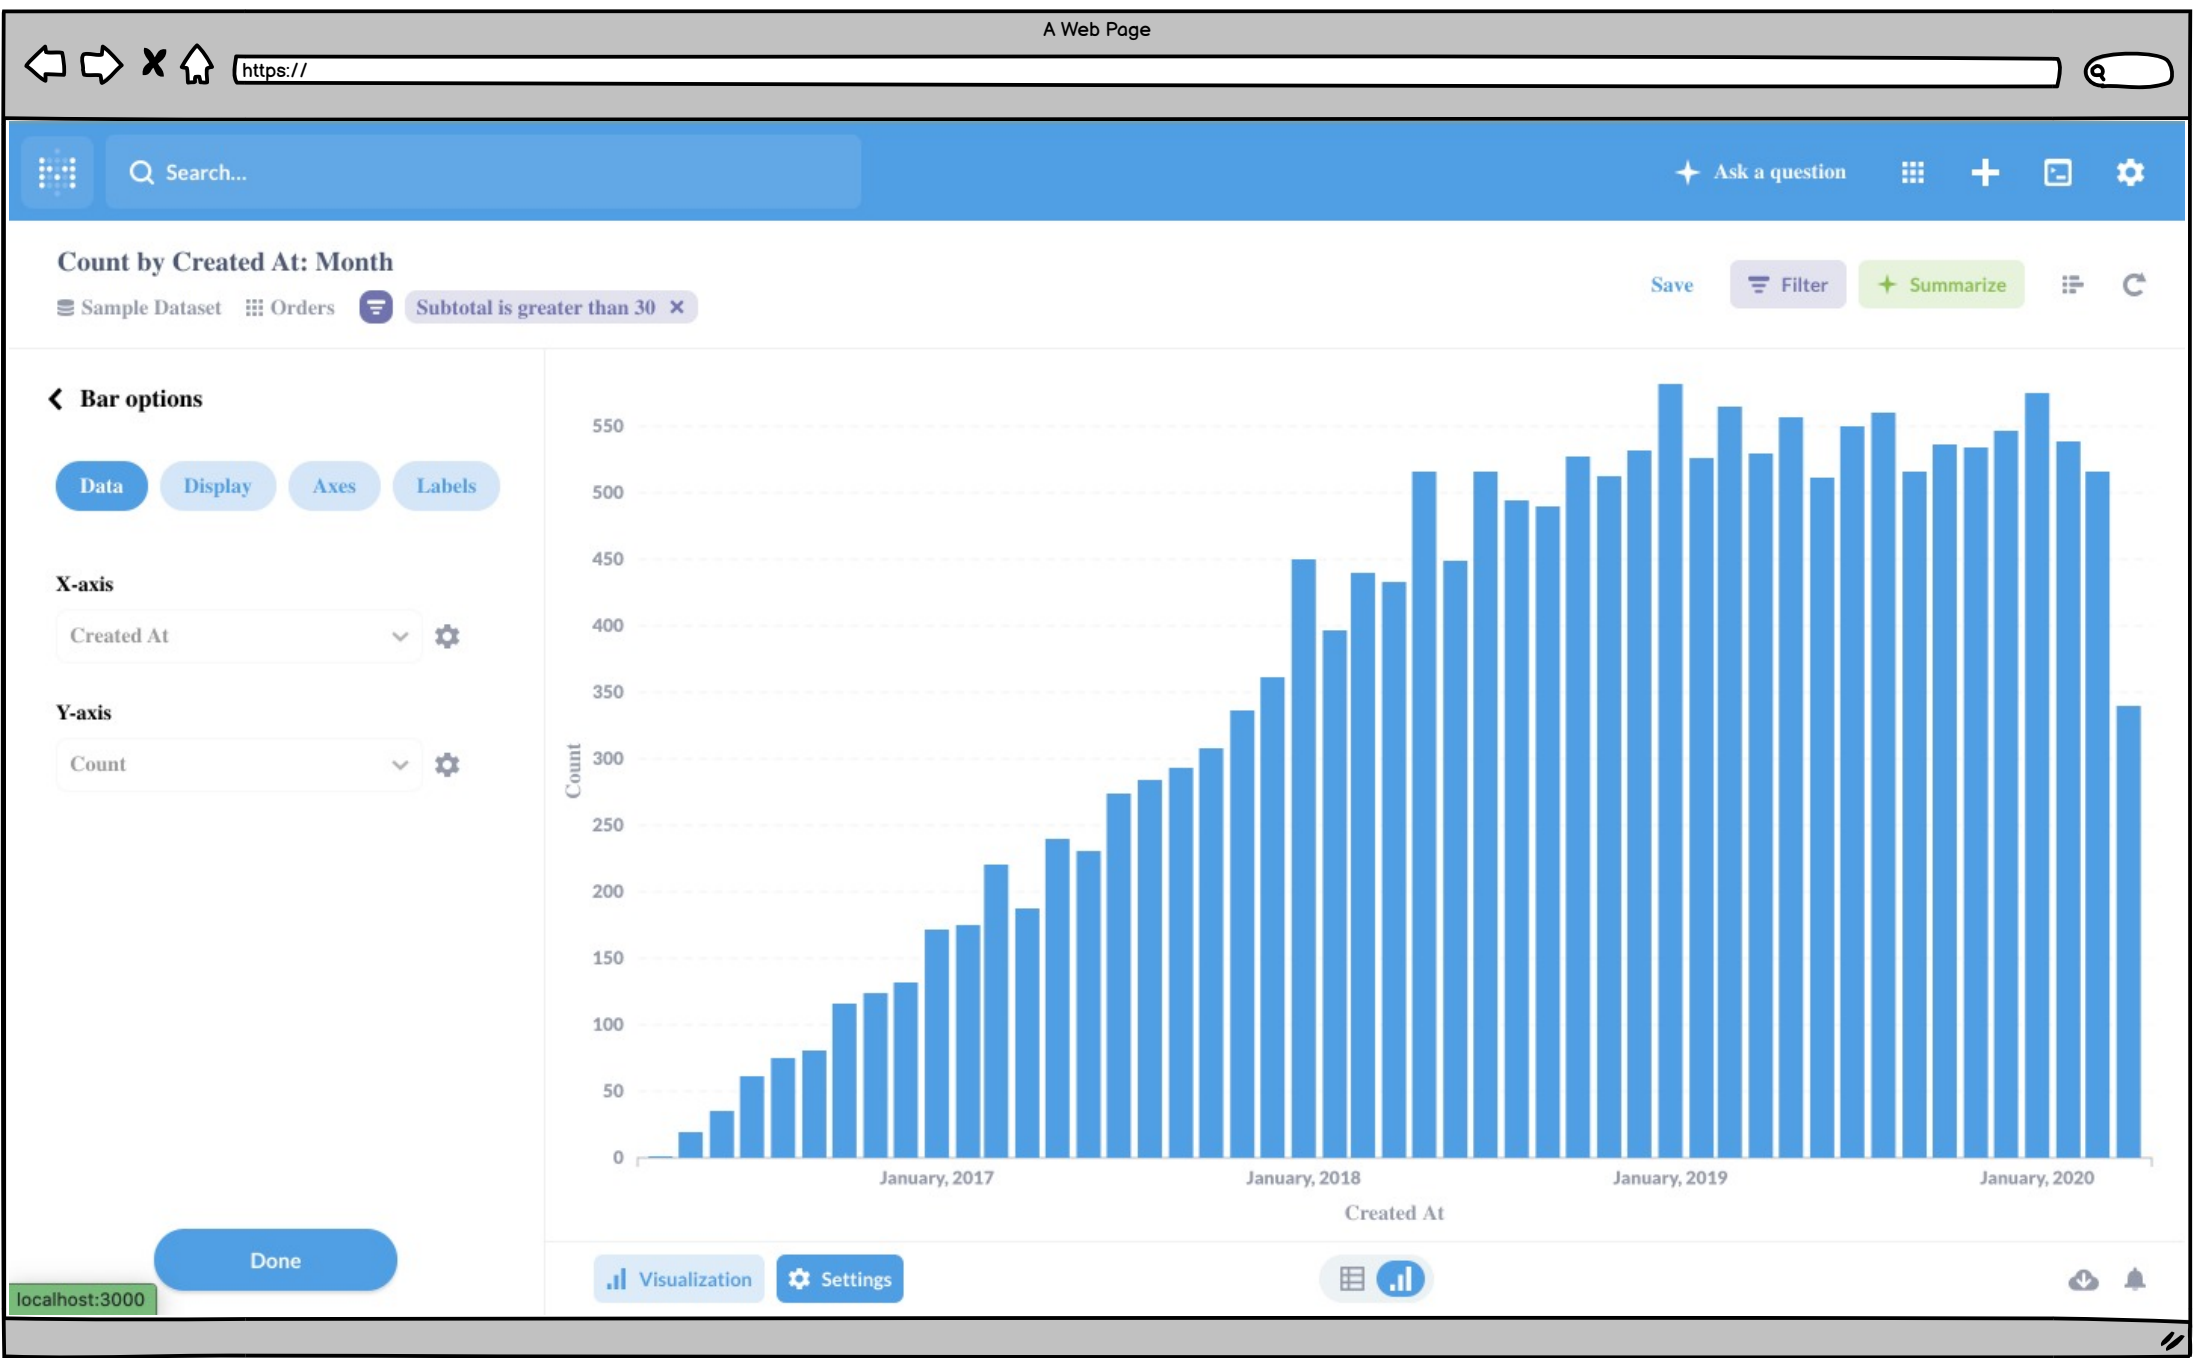 A Web Page
https://
Search...
Ask a question
Count by Created At: Month
Sample Dataset Orders Subtotal is greater than 30
Save Filter Summarize
Bar options
Data Display Axes Labels
X-axis
Created At
Y-axis
Count
Done
localhost:3000
550
500
450
400
350
300
250
200
150
100
50
0
Count
January, 2017 January, 2018 January, 2019 January, 2020
Created At
Visualization Settings